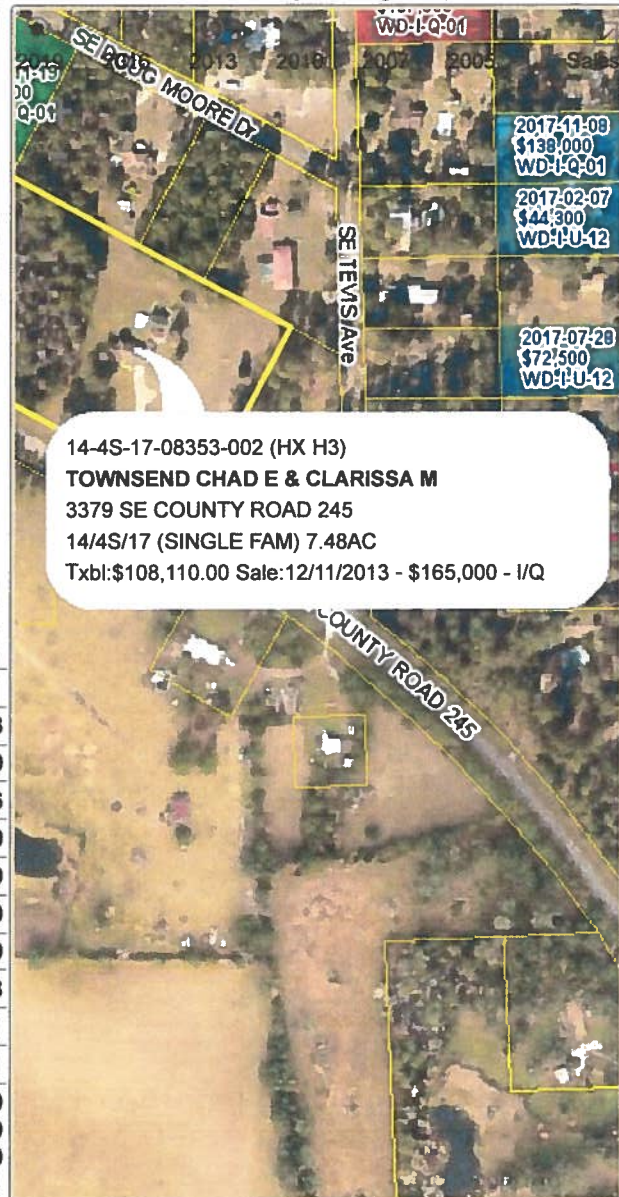 WD-I-Q-01
2013 2010 2007 2005 Sales
Q-01
SE DOUG MOORE Dr
2017-11-08
$138,000
WD-I-Q-01
2017-02-07
$44,300
WD-I-U-12
SE TEVIS Ave
2017-07-28
$72,500
WD-I-U-12
14-4S-17-08353-002 (HX H3)
TOWNSEND CHAD E & CLARISSA M
3379 SE COUNTY ROAD 245
14/4S/17 (SINGLE FAM) 7.48AC
Txbl:$108,110.00 Sale:12/11/2013 - $165,000 - I/Q
COUNTY ROAD 245